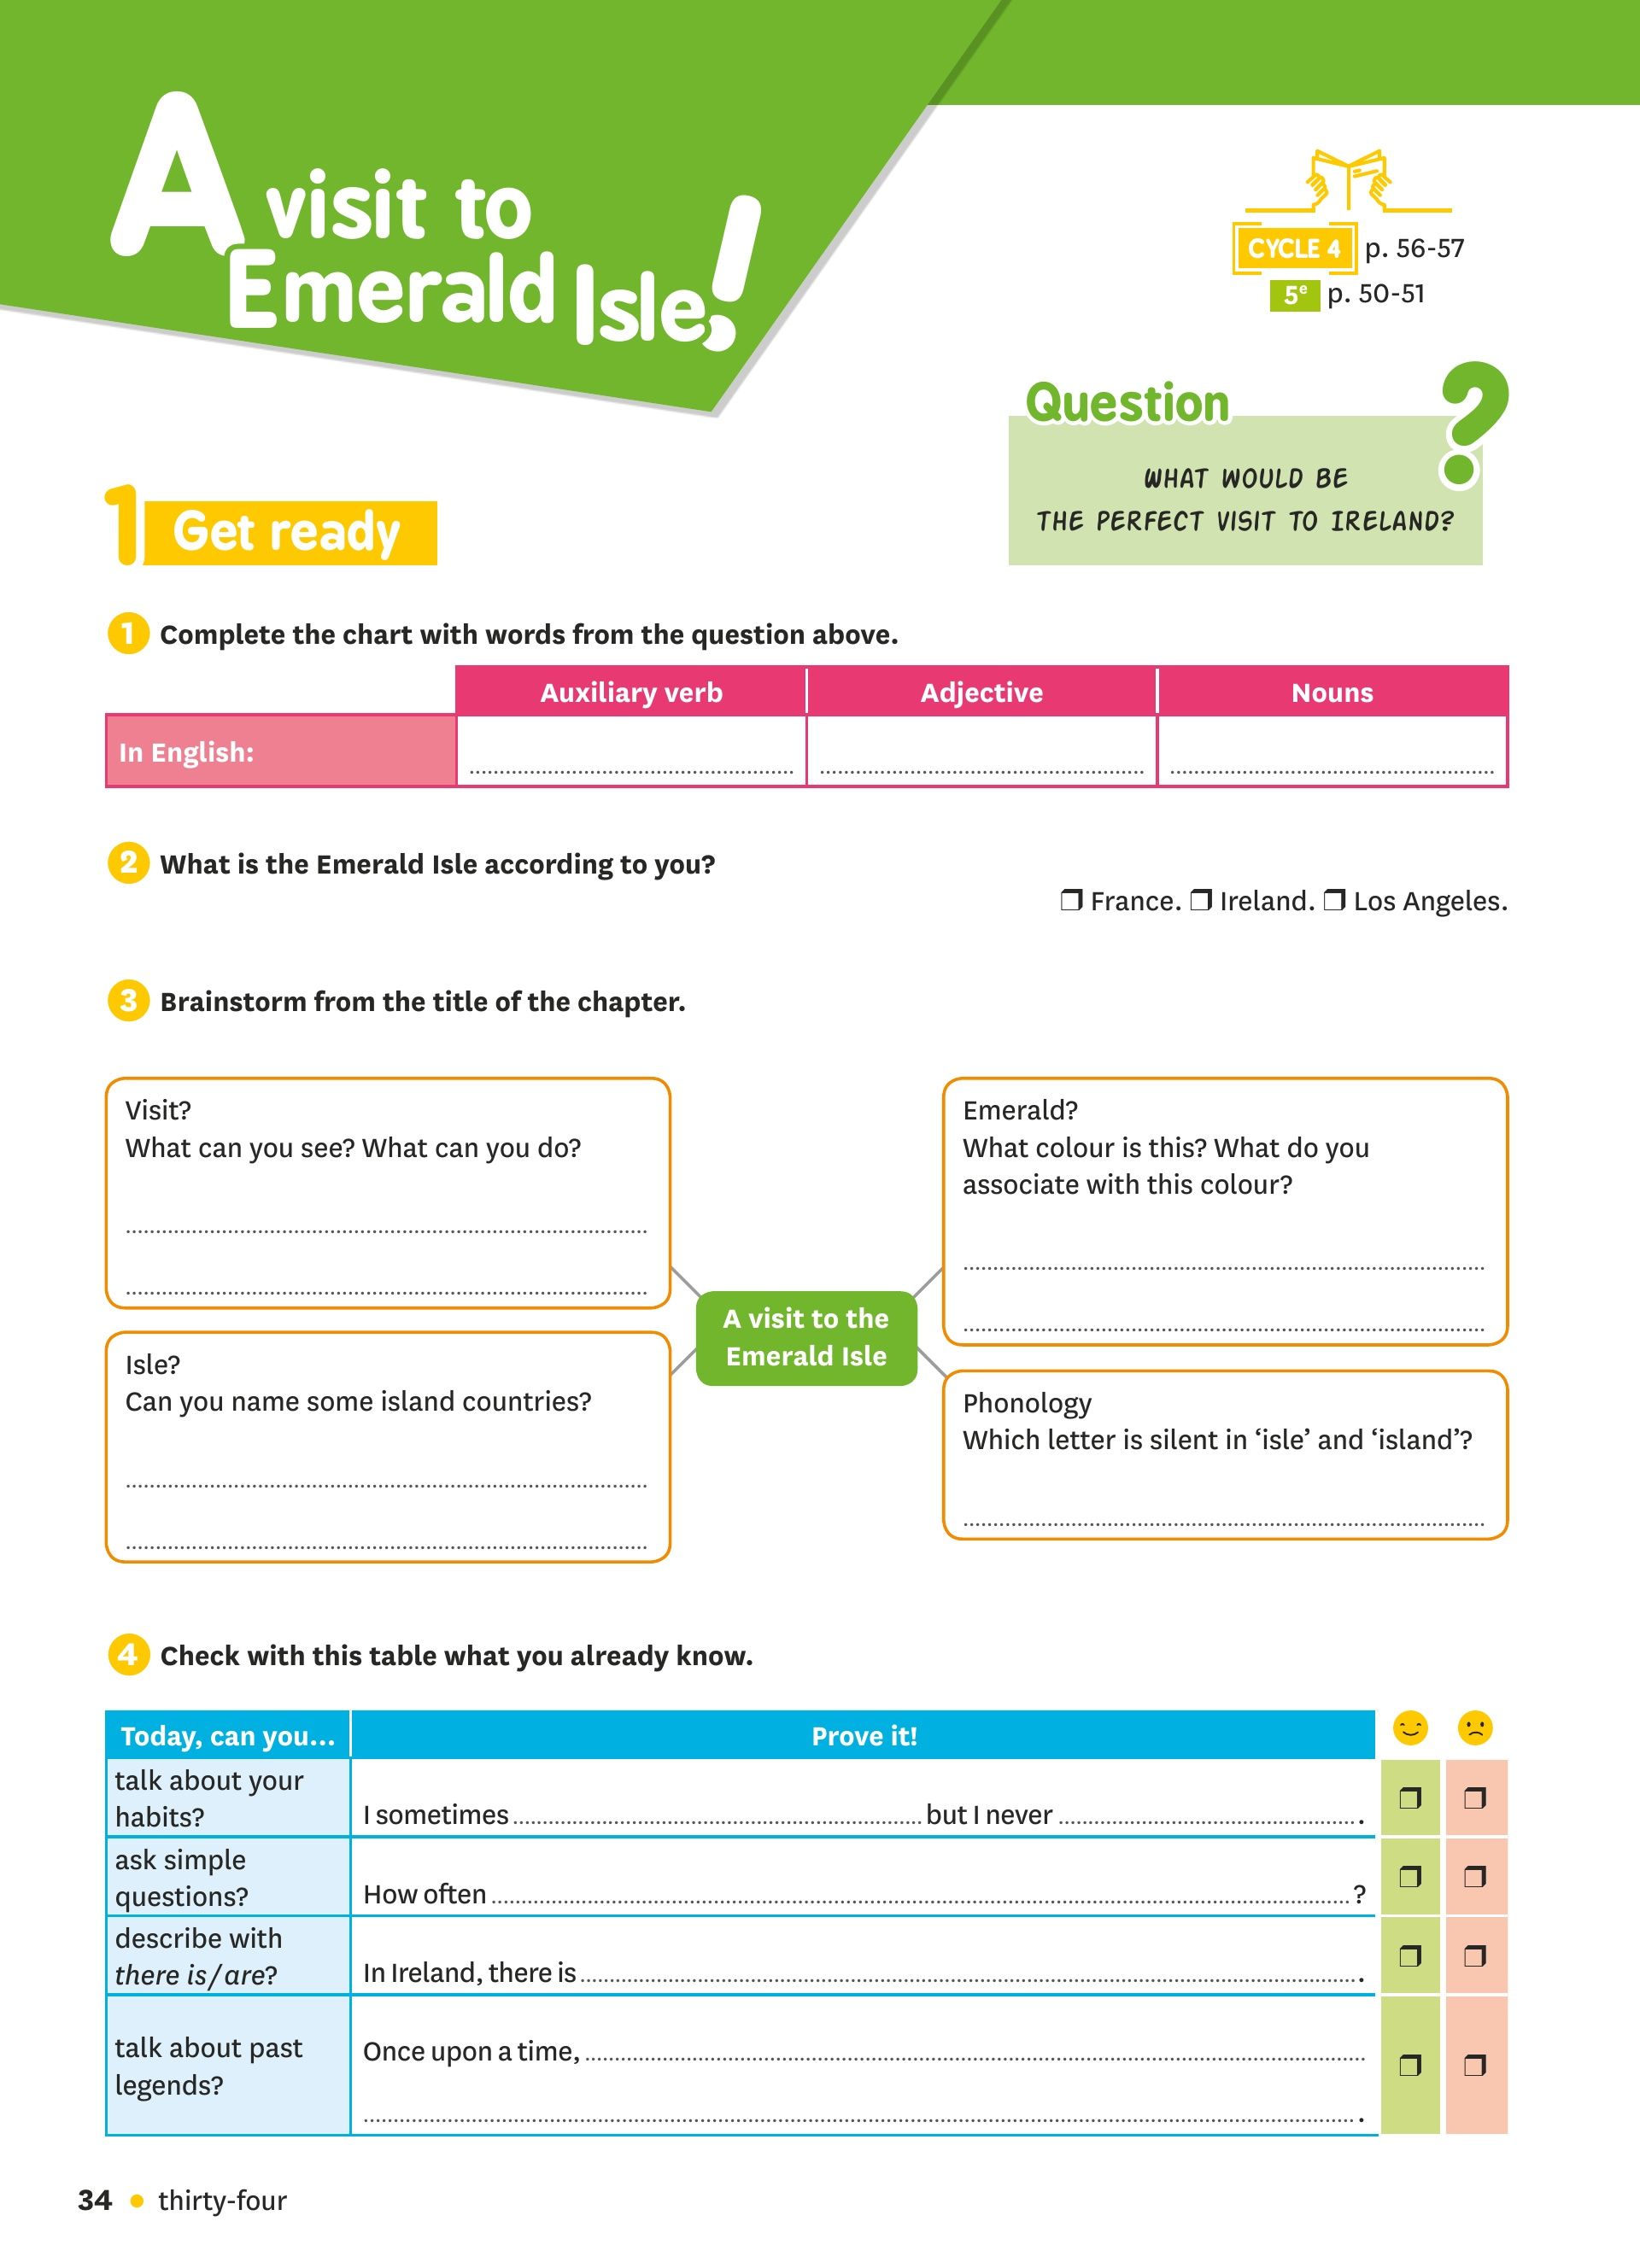 A visit to
Emerald Isle!
CYCLE 4 p. 56-57
5e p. 50-51
Question ?
WHAT WOULD BE
THE PERFECT VISIT TO IRELAND?
1 Get ready
1 Complete the chart with words from the question above.
Auxiliary verb Adjective Nouns
In English:
2 What is the Emerald Isle according to you?
❒ France. ❒ Ireland. ❒ Los Angeles.
3 Brainstorm from the title of the chapter.
Visit?
What can you see? What can you do?
Emerald?
What colour is this? What do you
associate with this colour?
A visit to the
Emerald Isle
Isle?
Can you name some island countries?
Phonology
Which letter is silent in ‘isle’ and ‘island’?
4 Check with this table what you already know.
Today, can you... Prove it!
talk about your
habits?
I sometimes ........ but I never ........ .
ask simple
questions?
How often ........ ?
describe with
there is/are?
In Ireland, there is ........ .
talk about past
legends?
Once upon a time, ........
........ .
34 • thirty-four